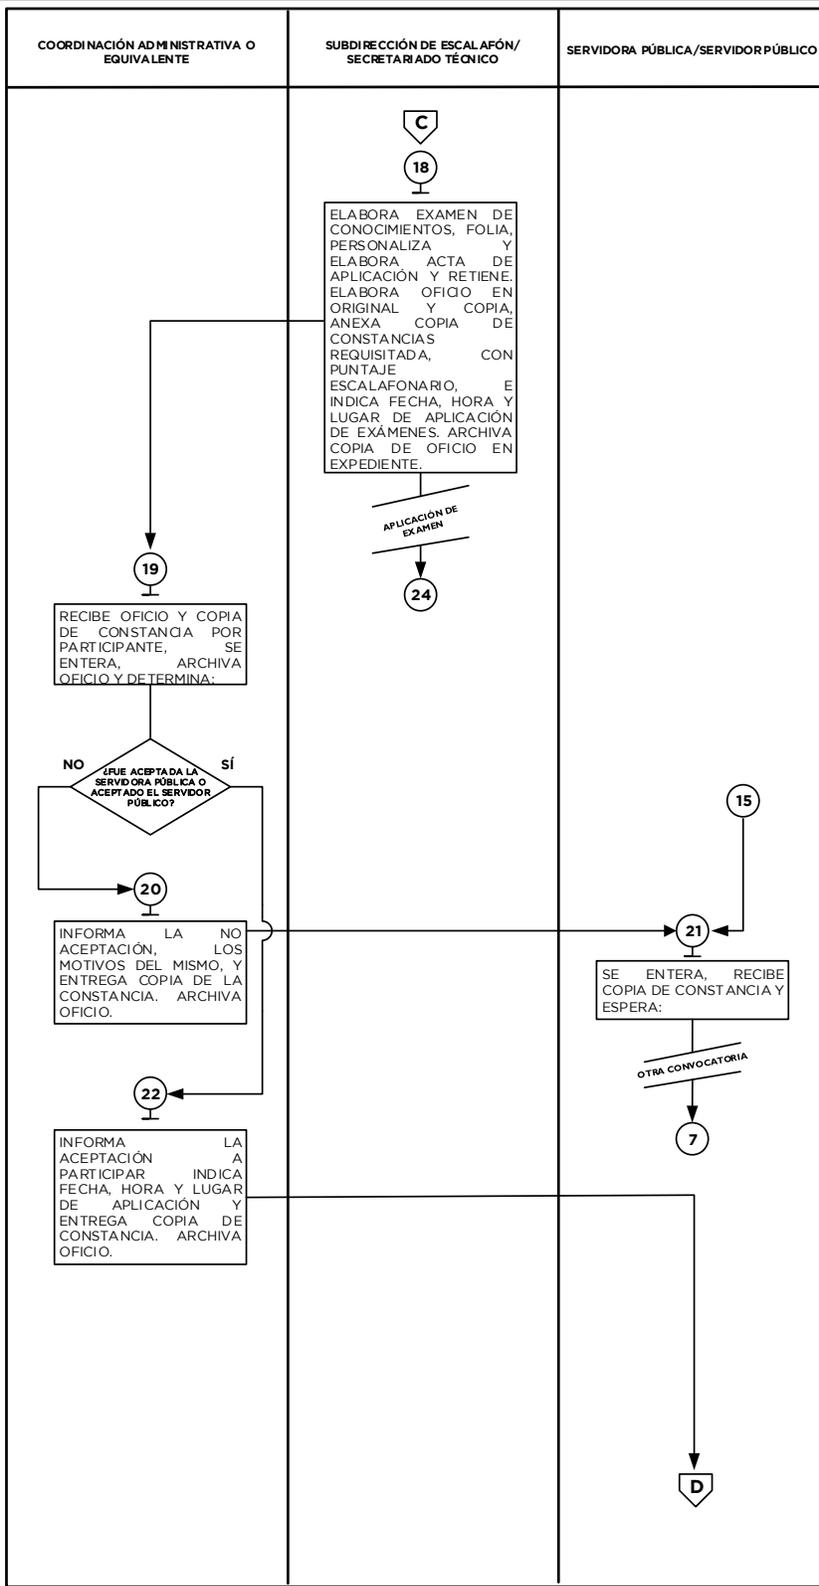 COORDINACIÓN ADMINISTRATIVA O
EQUIVALENTE
SUBDIRECCIÓN DE ESCALAFÓN/
SECRETARIADO TÉCNICO
SERVIDORA PÚBLICA/SERVIDOR PÚBLICO
C
18
ELABORA EXAMEN DE
CONOCIMIENTOS, FOLIA,
PERSONALIZA Y
ELABORA ACTA DE
APLICACIÓN Y RETIENE.
ELABORA OFICIO EN
ORIGINAL Y COPIA,
ANEXA COPIA DE
CONSTANCIAS
REQUISITADA, CON
PUNTAJE
ESCALAFONARIO, E
INDICA FECHA, HORA Y
LUGAR DE APLICACIÓN
DE EXÁMENES. ARCHIVA
COPIA DE OFICIO EN
EXPEDIENTE.
APLICACIÓN DE
EXAMEN
24
19
RECIBE OFICIO Y COPIA
DE CONSTANCIA POR
PARTICIPANTE, SE
ENTERA, ARCHIVA
OFICIO Y DETERMINA:
NO
SÍ
¿FUE ACEPTADA LA
SERVIDORA PÚBLICA O
ACEPTADO EL SERVIDOR
PÚBLICO?
15
20
INFORMA LA NO
ACEPTACIÓN, LOS
MOTIVOS DEL MISMO, Y
ENTREGA COPIA DE LA
CONSTANCIA. ARCHIVA
OFICIO.
21
SE ENTERA, RECIBE
COPIA DE CONSTANCIA Y
ESPERA:
OTRA CONVOCATORIA
7
22
INFORMA LA
ACEPTACIÓN A
PARTICIPAR INDICA
FECHA, HORA Y LUGAR
DE APLICACIÓN Y
ENTREGA COPIA DE
CONSTANCIA. ARCHIVA
OFICIO.
D